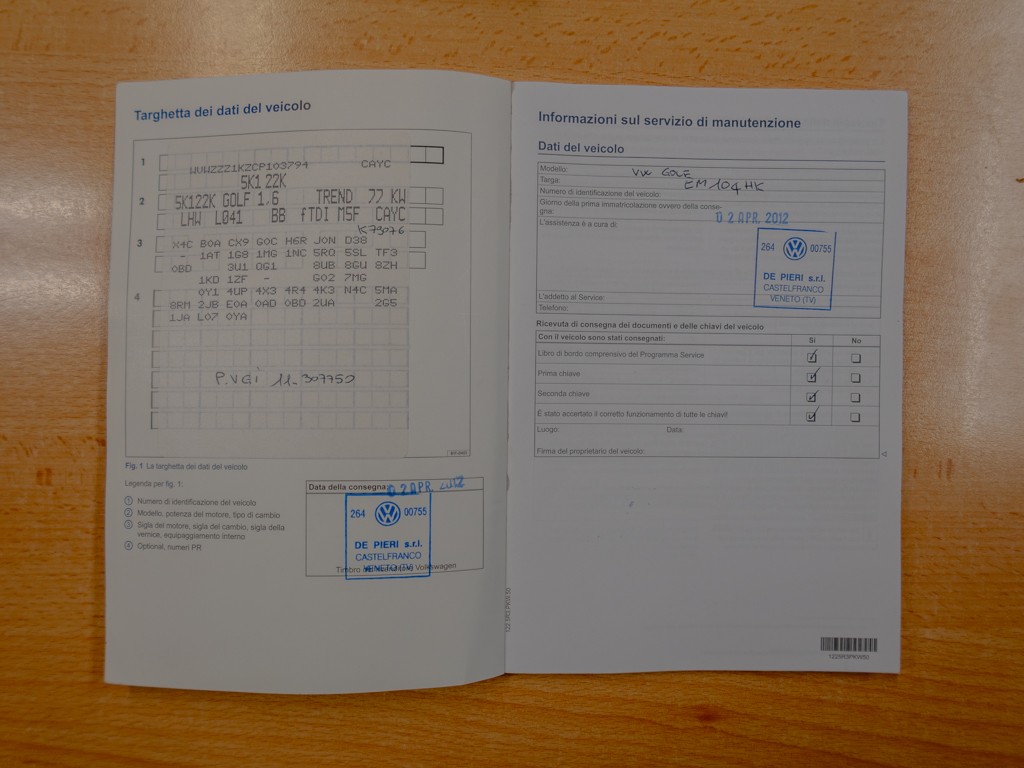 Targhetta dei dati del veicolo
1
WVWZZZ1KZCP103794 CAYC
5K1 22K
2
5K122K GOLF 1.6 TREND 77 KW
LHW L041 BB fTDI M5F CAYC
K73076
3
X4C B0A CX9 G0C H6R J0N D38
- 1AT 1G8 1MG 1NC 5RQ 5SL TF3
0BD 3U1 QG1 8UB 8GU 8ZH
1KD 1ZF - G02 7MG
4
0Y1 4UP 4X3 4R4 4K3 N4C 5MA
8RM 2JB E0A 0AD 0BD 2UA 2G5
1JA L07 0YA
P.VGI 11-307750
Fig. 1 La targhetta dei dati del veicolo
Legenda per fig. 1:
1 Numero di identificazione del veicolo
2 Modello, potenza del motore, tipo di cambio
3 Sigla del motore, sigla del cambio, sigla della
vernice, equipaggiamento interno
4 Optional, numeri PR
Data della consegna:
02 APR. 2012
264 00755
DE PIERI s.r.l.
CASTELFRANCO
VENETO (TV)
Timbro Volkswagen
Informazioni sul servizio di manutenzione
Dati del veicolo
Modello: VW GOLF
Targa: EM104HK
Numero di identificazione del veicolo:
Giorno della prima immatricolazione ovvero della conse-
gna: 02 APR. 2012
L'assistenza è a cura di:
264 00755
DE PIERI s.r.l.
CASTELFRANCO
VENETO (TV)
L'addetto al Service:
Telefono:
Ricevuta di consegna dei documenti e delle chiavi del veicolo
Con il veicolo sono stati consegnati: Sì No
Libro di bordo comprensivo del Programma Service
Prima chiave
Seconda chiave
È stato accertato il corretto funzionamento di tutte le chiavi!
Luogo: Data:
Firma del proprietario del veicolo: